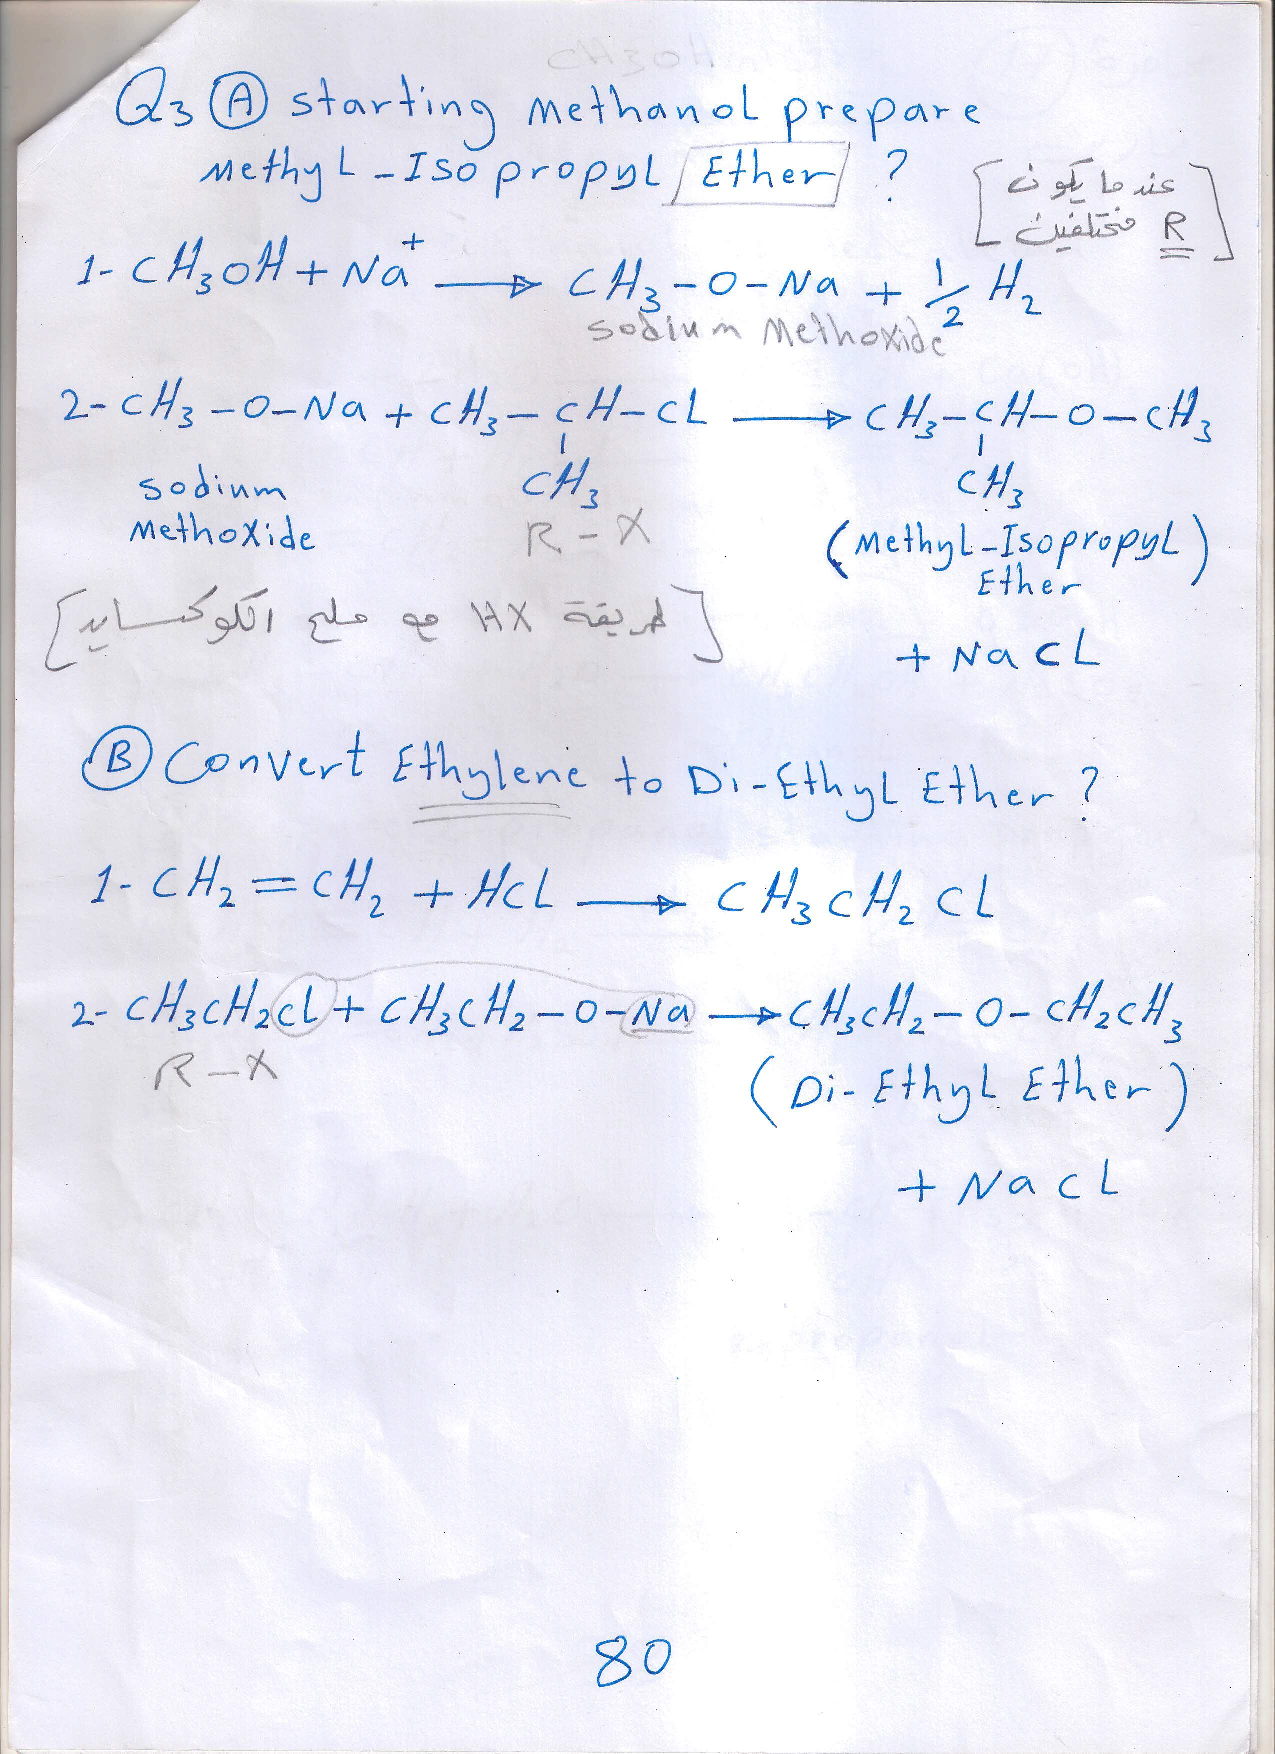 CH3OH
Q3 (A) starting Methanol prepare
Methyl-Isopropyl Ether ?
[عندما يكون
R مختلفين]
1- CH3OH + Na+ → CH3-O-Na + 1/2 H2
sodium Methoxide
2- CH3-O-Na + CH3-CH-CL → CH3-CH-O-CH3
CH3 CH3
sodium
Methoxide
R-X
(Methyl-Isopropyl)
Ether
[طريقة HX مع ملح الكوكسايد]
+ NaCL
(B) Convert Ethylene to Di-Ethyl Ether ?
1- CH2=CH2 + HCL → CH3CH2CL
2- CH3CH2Cl + CH3CH2-O-Na → CH3CH2-O-CH2CH3
R-X
(Di-Ethyl Ether)
+ NaCL
80